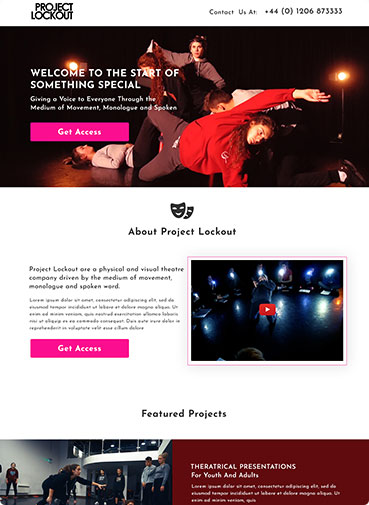 PROJECT
LOCKOUT
Contact Us At: +44 (0) 1206 873333
WELCOME TO THE START OF
SOMETHING SPECIAL
Giving a Voice to Everyone Through the
Medium of Movement, Monologue and Spoken
Get Access
About Project Lockout
Project Lockout are a physical and visual theatre
company driven by the medium of movement,
monologue and spoken word.
Lorem ipsum dolor sit amet, consectetur adipiscing elit, sed do
eiusmod tempor incididunt ut labore et dolore magna aliqua. Ut
enim ad minim veniam, quis nostrud exercitation ullamco laboris
nisi ut aliquip ex ea commodo consequat. Duis aute irure dolor in
reprehenderit in voluptate velit esse cillum dolore
Get Access
Featured Projects
THERATRICAL PRESENTATIONS
For Youth And Adults
Lorem ipsum dolor sit amet, consectetur adipiscing elit, sed do
eiusmod tempor incididunt ut labore et dolore magna aliqua. Ut
enim ad minim veniam, quis